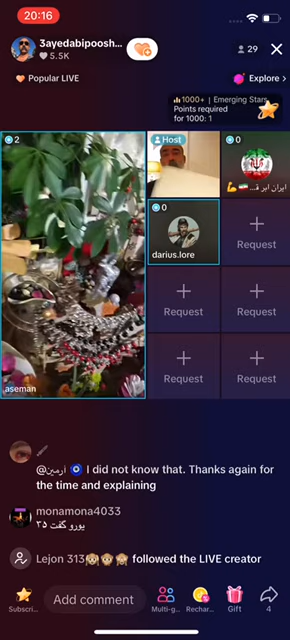 20:16
3ayedabipoosh...
5.5K
29
Popular LIVE
Explore >
1000+ | Emerging Stars
Points required
for 1000: 1
2
Host
0
ایران ابر ق...
0
darius.lore
Request
Request
Request
Request
Request
Request
aseman
@آرمین I did not know that. Thanks again for
the time and explaining
monamona4033
یورو گفت ۳۵
Lejon 313 followed the LIVE creator
Subscri...
Add comment
Multi-g...
Rechar...
Gift
4